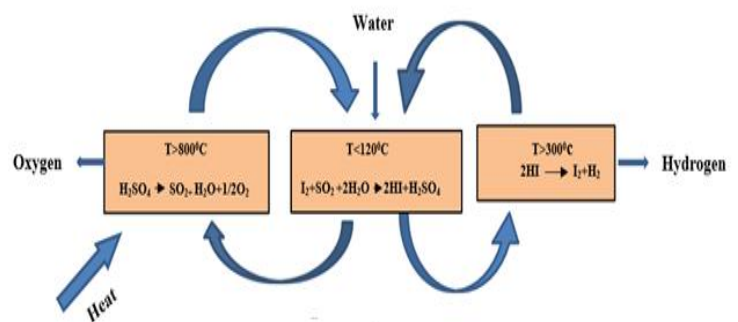 Water
Oxygen
T>800⁰C
H₂SO₄ → SO₂+ H₂O+1/2O₂
T<120⁰C
I₂+SO₂ +2H₂O → 2HI+H₂SO₄
T>300⁰c
2HI → I₂+H₂
Hydrogen
Heat